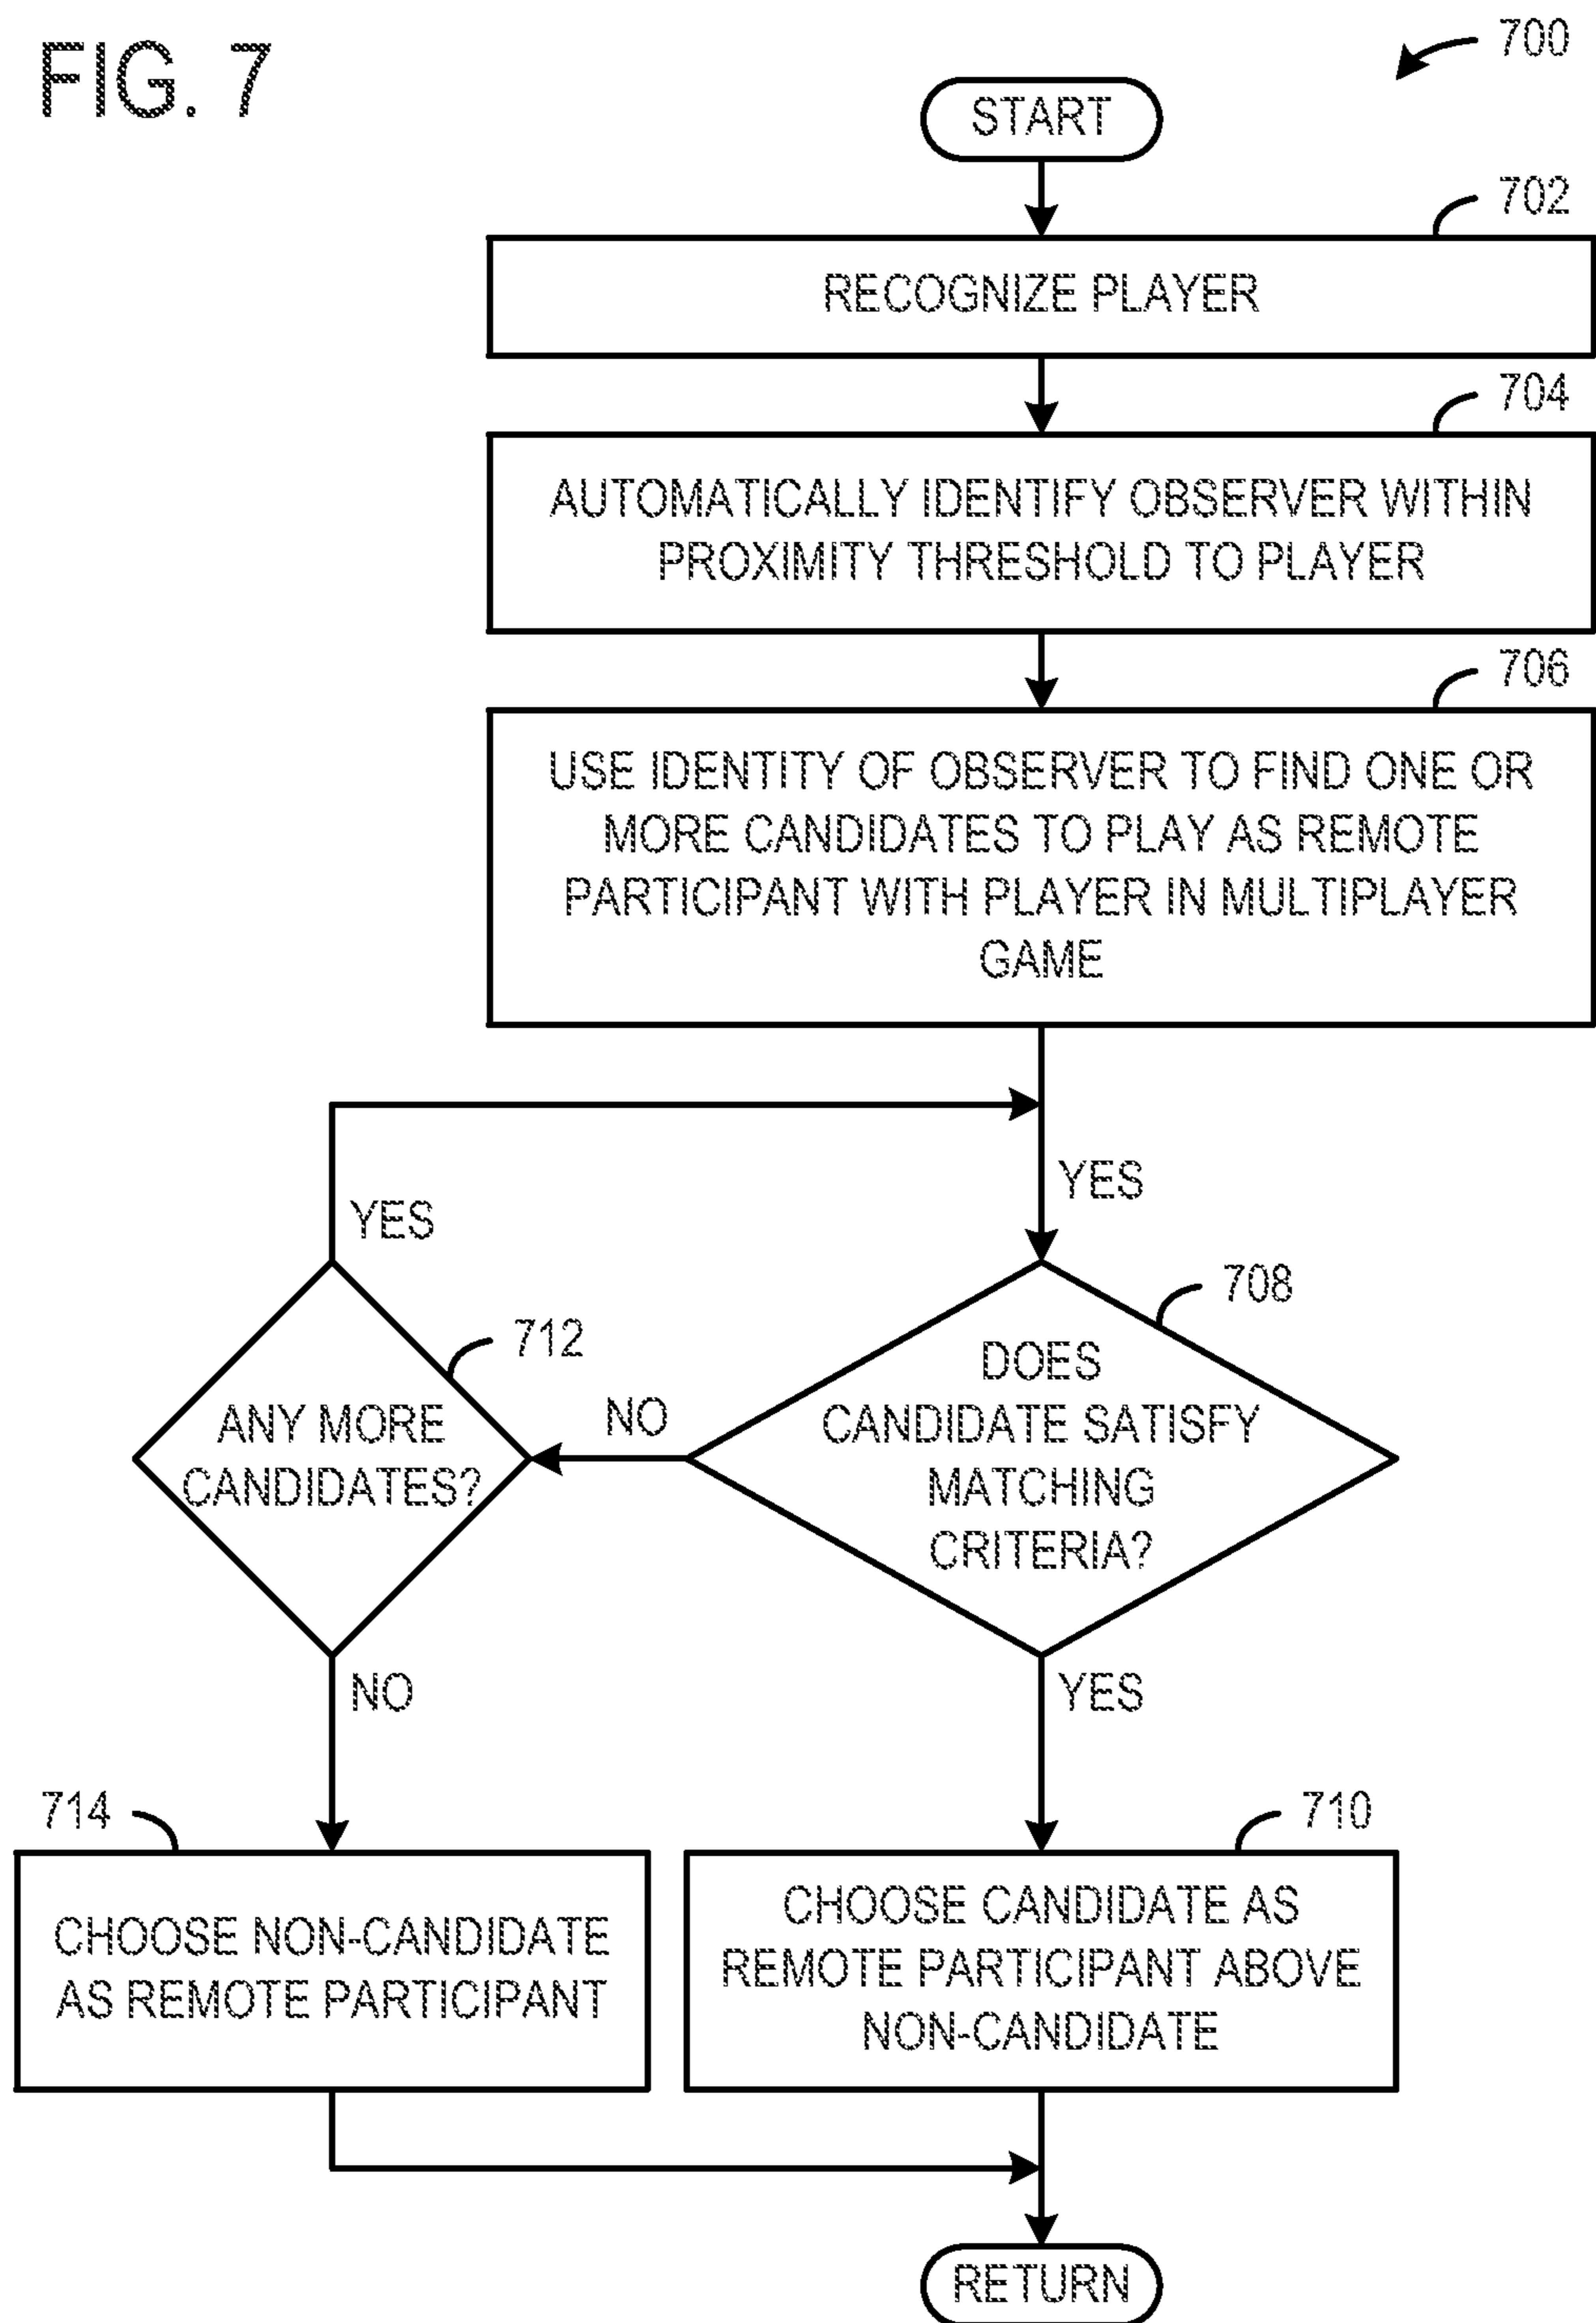 FIG. 7
700
START
702
RECOGNIZE PLAYER
704
AUTOMATICALLY IDENTIFY OBSERVER WITHIN
PROXIMITY THRESHOLD TO PLAYER
706
USE IDENTITY OF OBSERVER TO FIND ONE OR
MORE CANDIDATES TO PLAY AS REMOTE
PARTICIPANT WITH PLAYER IN MULTIPLAYER
GAME
YES
YES
708
712
DOES
CANDIDATE SATISFY
MATCHING
CRITERIA?
NO
ANY MORE
CANDIDATES?
NO
YES
714
710
CHOOSE NON-CANDIDATE
AS REMOTE PARTICIPANT
CHOOSE CANDIDATE AS
REMOTE PARTICIPANT ABOVE
NON-CANDIDATE
RETURN